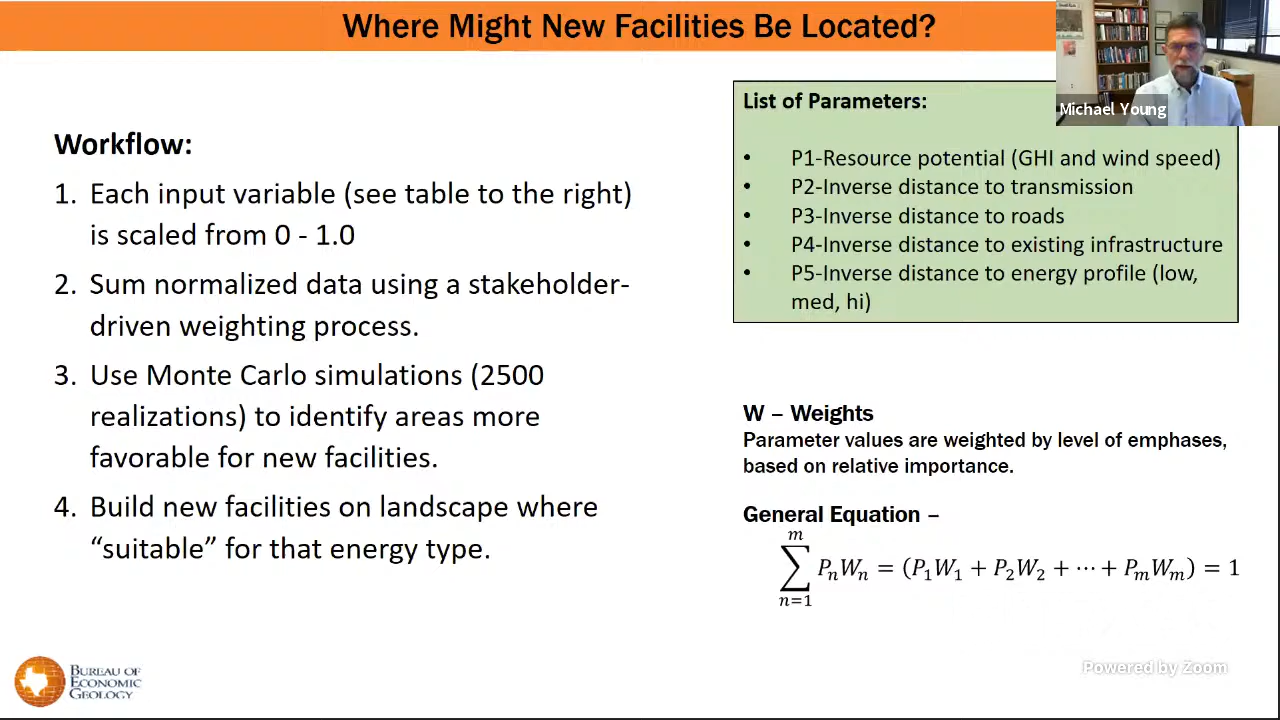 Where Might New Facilities Be Located?
Michael Young
Workflow:
1. Each input variable (see table to the right)
is scaled from 0 - 1.0
2. Sum normalized data using a stakeholder-
driven weighting process.
3. Use Monte Carlo simulations (2500
realizations) to identify areas more
favorable for new facilities.
4. Build new facilities on landscape where
“suitable” for that energy type.
List of Parameters:
• P1-Resource potential (GHI and wind speed)
• P2-Inverse distance to transmission
• P3-Inverse distance to roads
• P4-Inverse distance to existing infrastructure
• P5-Inverse distance to energy profile (low,
med, hi)
W – Weights
Parameter values are weighted by level of emphases,
based on relative importance.
General Equation –
m
∑ PₙWₙ = (P₁W₁ + P₂W₂ + ⋯ + PₘWₘ) = 1
n=1
BUREAU OF
ECONOMIC
GEOLOGY
Powered by Zoom